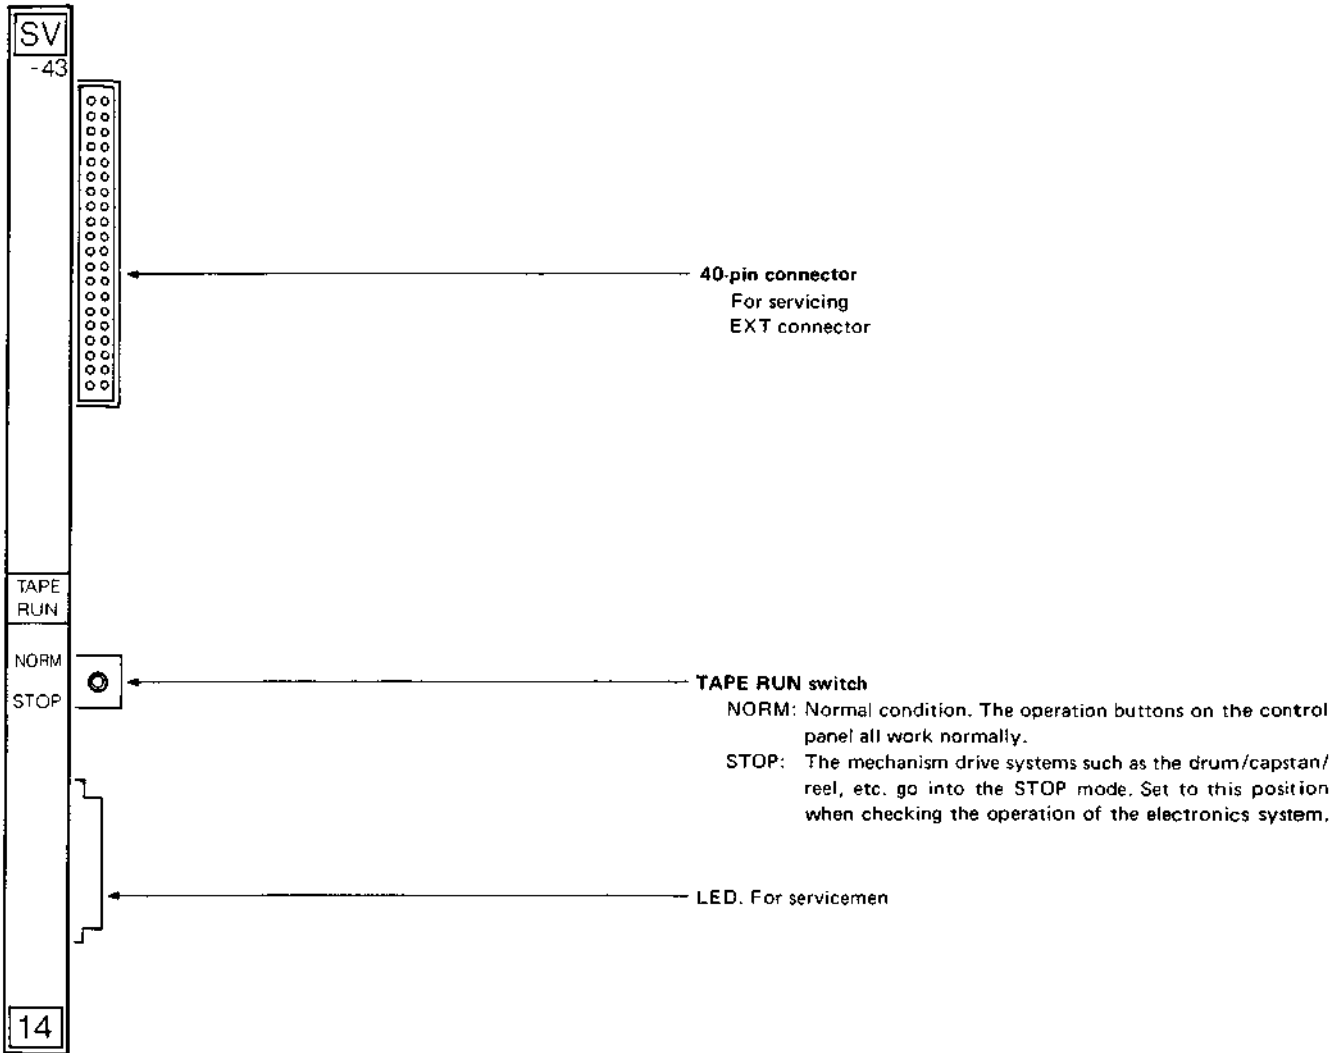 SV
-43
40-pin connector
For servicing
EXT connector
TAPE
RUN
NORM
STOP
TAPE RUN switch
NORM: Normal condition. The operation buttons on the control
panel all work normally.
STOP: The mechanism drive systems such as the drum/capstan/
reel, etc. go into the STOP mode. Set to this position
when checking the operation of the electronics system.
LED. For servicemen
14